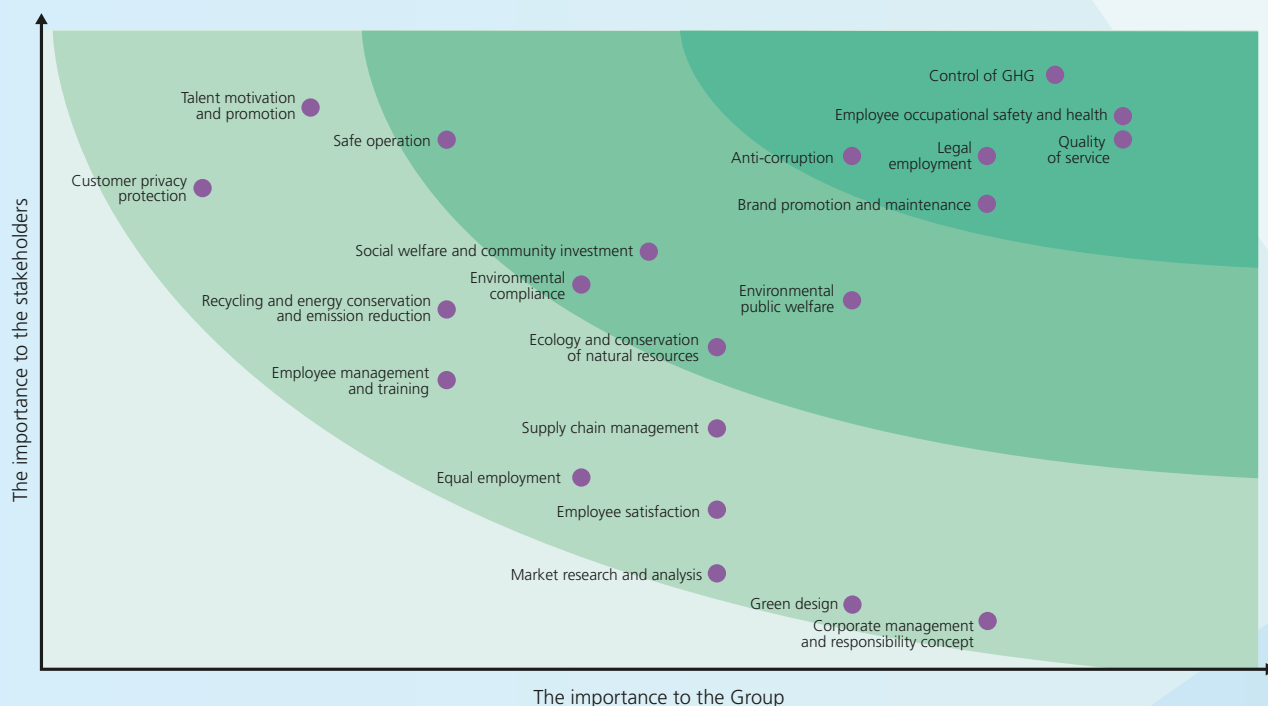 The importance to the stakeholders
Control of GHG
Talent motivation
and promotion
Employee occupational safety and health
Safe operation
Quality
of service
Legal
employment
Anti-corruption
Customer privacy
protection
Brand promotion and maintenance
Social welfare and community investment
Environmental
compliance
Environmental
public welfare
Recycling and energy conservation
and emission reduction
Ecology and conservation
of natural resources
Employee management
and training
Supply chain management
Equal employment
Employee satisfaction
Market research and analysis
Green design
Corporate management
and responsibility concept
The importance to the Group